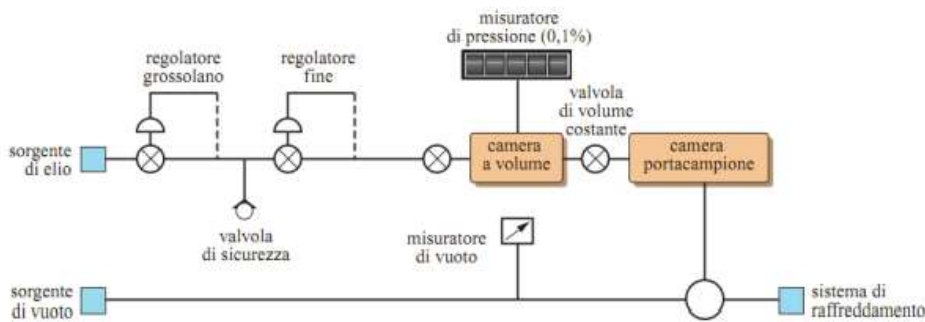 misuratore
di pressione (0,1%)
regolatore
grossolano
regolatore
fine
valvola
di volume
costante
sorgente
di elio
camera
a volume
camera
portacampione
valvola
di sicurezza
misuratore
di vuoto
sorgente
di vuoto
sistema di
raffreddamento